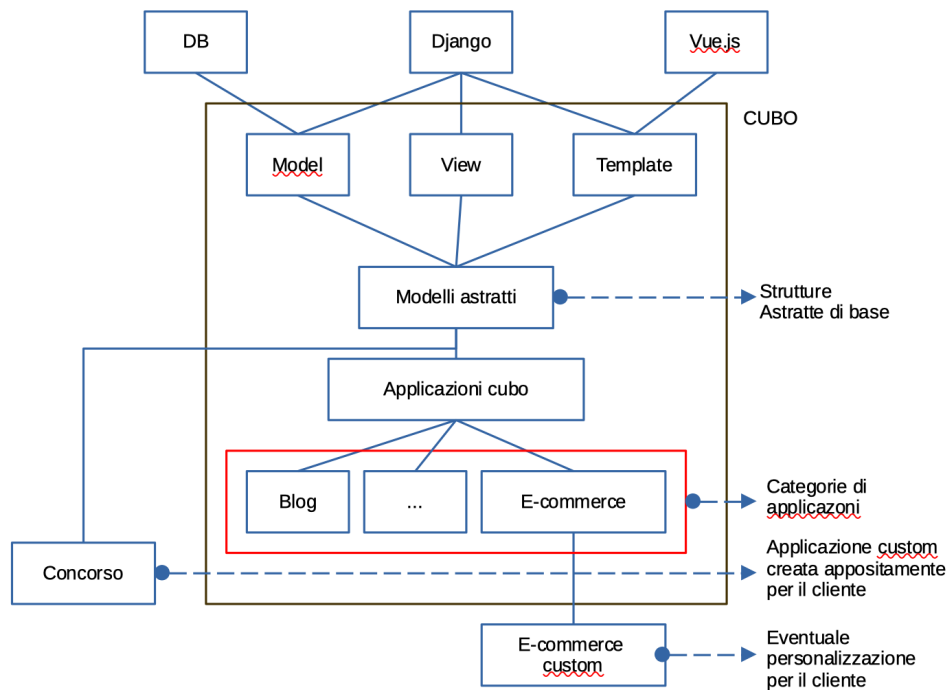 DB
Django
Vue.js
CUBO
Model
View
Template
Modelli astratti
Strutture
Astratte di base
Applicazioni cubo
Blog
...
E-commerce
Categorie di
applicazoni
Concorso
Applicazione custom
creata appositamente
per il cliente
E-commerce
custom
Eventuale
personalizzazione
per il cliente